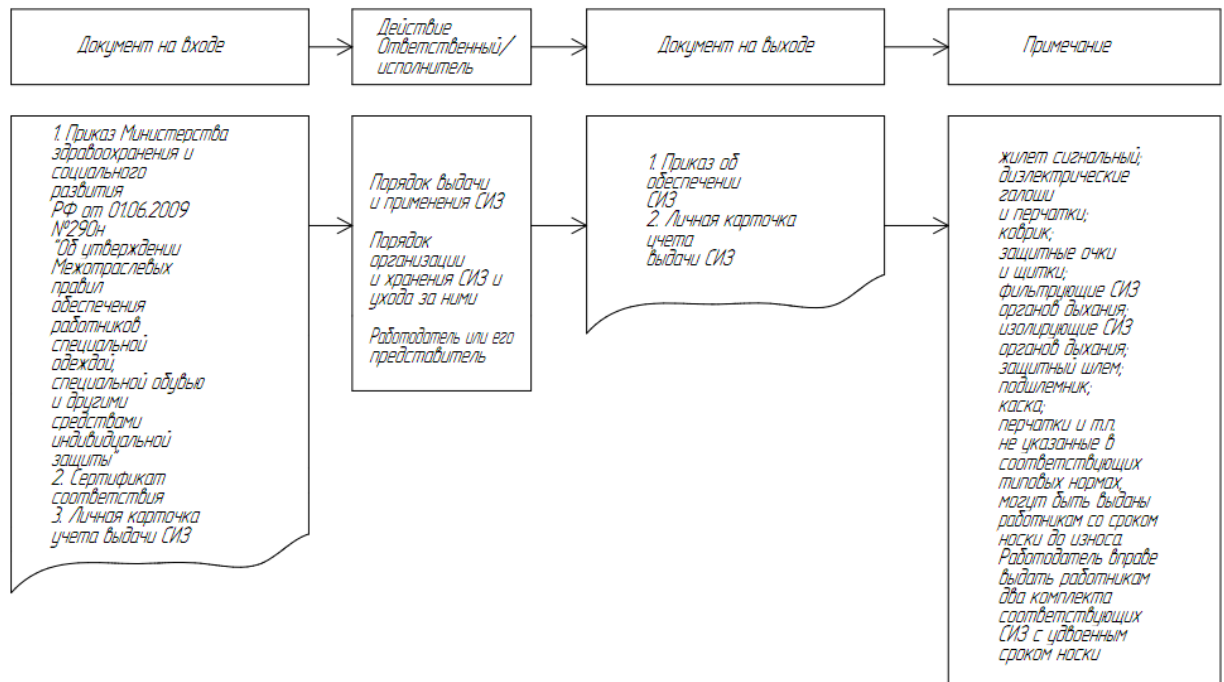 Документ на входе
Действие
Ответственный/
исполнитель
Документ на выходе
Примечание
1. Приказ Министерства
здравоохранения и
социального
развития
РФ от 01.06.2009
№290н
"Об утверждении
Межотраслевых
правил
обеспечения
работников
специальной
одеждой,
специальной обувью
и другими
средствами
индивидуальной
защиты"
2. Сертификат
соответствия
3. Личная карточка
учета выдачи СИЗ
Порядок выдачи
и применения СИЗ
Порядок
организации
и хранения СИЗ и
ухода за ними
Работодатель или его
представитель
1. Приказ об
обеспечении
СИЗ
2. Личная карточка
учета
выдачи СИЗ
жилет сигнальный;
диэлектрические
галоши
и перчатки;
коврик;
защитные очки
и щитки;
фильтрующие СИЗ
органов дыхания;
изолирующие СИЗ
органов дыхания;
защитный шлем;
подшлемник;
каска;
перчатки и т.п.
не указанные в
соответствующих
типовых нормах,
могут быть выданы
работникам со сроком
носки до износа.
Работодатель вправе
выдать работникам
два комплекта
соответствующих
СИЗ с удвоенным
сроком носки